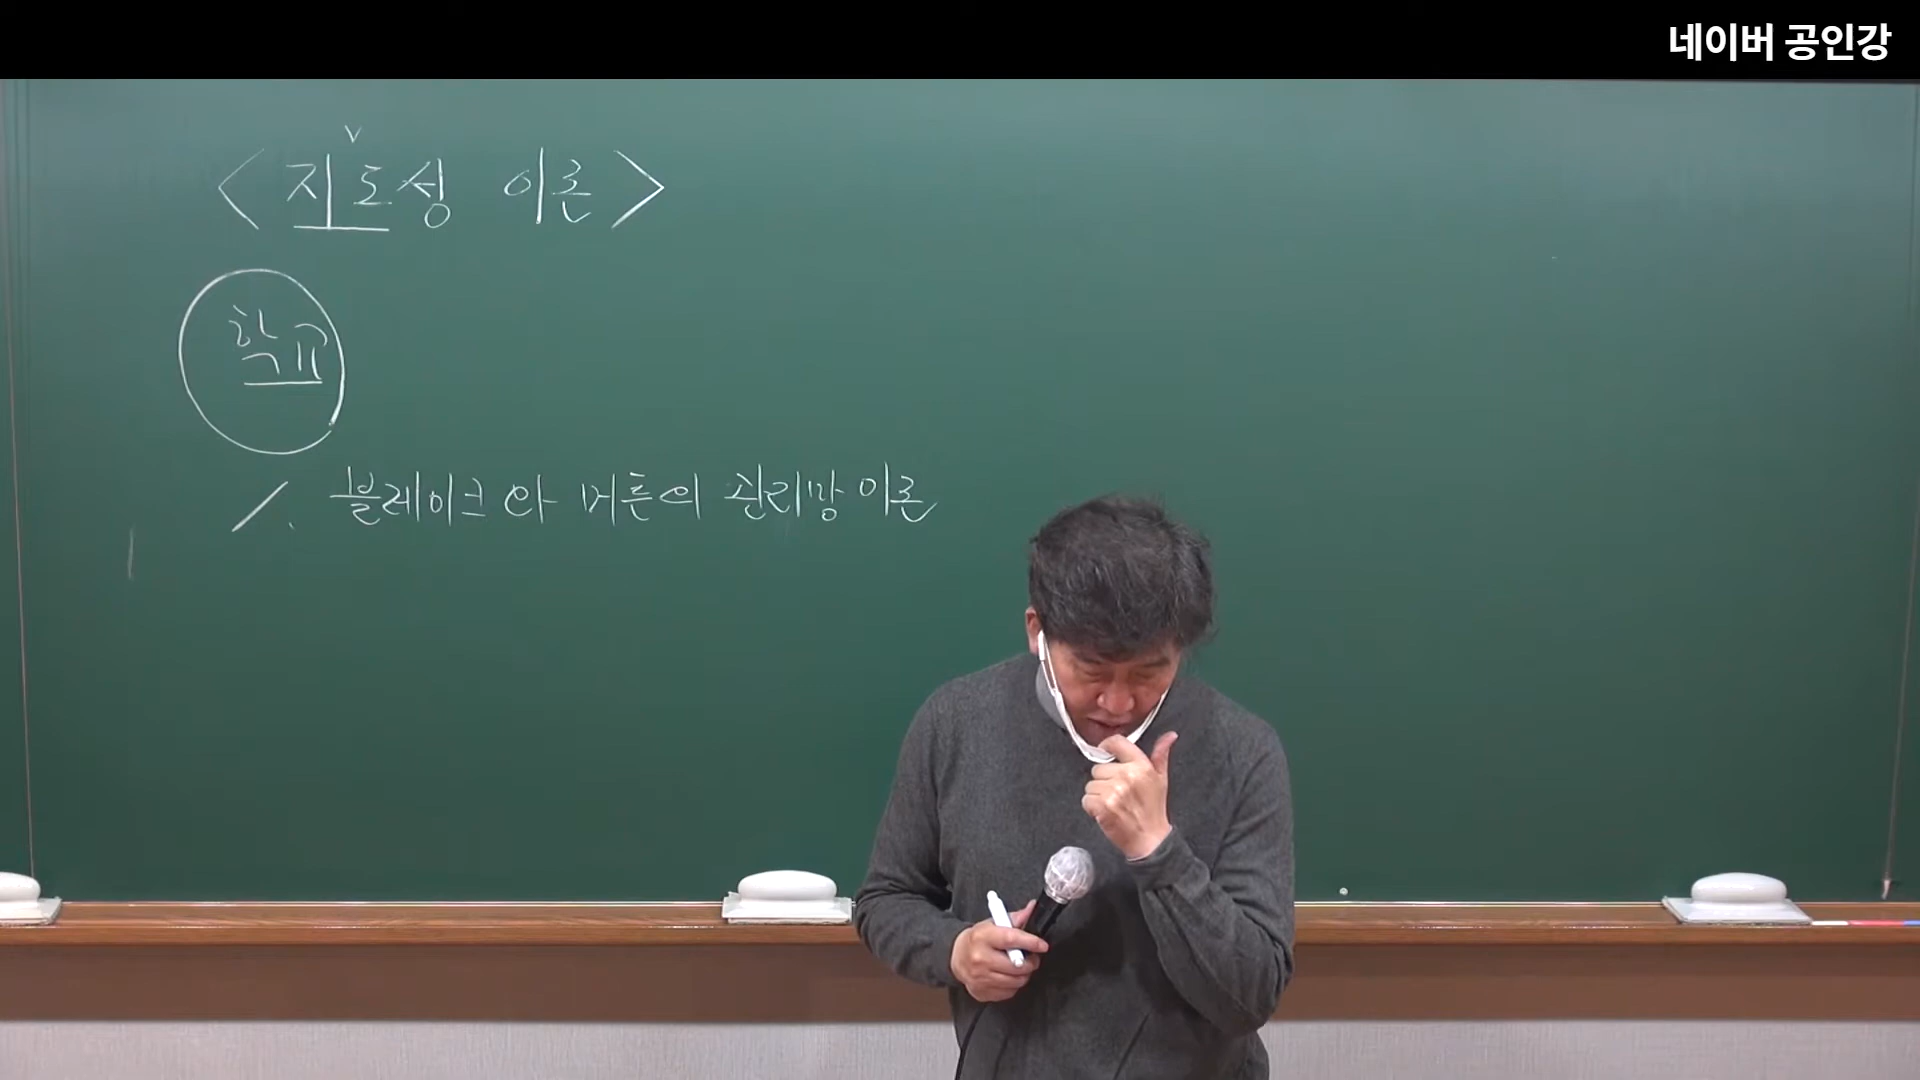 네이버 공인강
< 지도성 이론 >
학교
1. 블레이크와 머튼의 관리망 이론